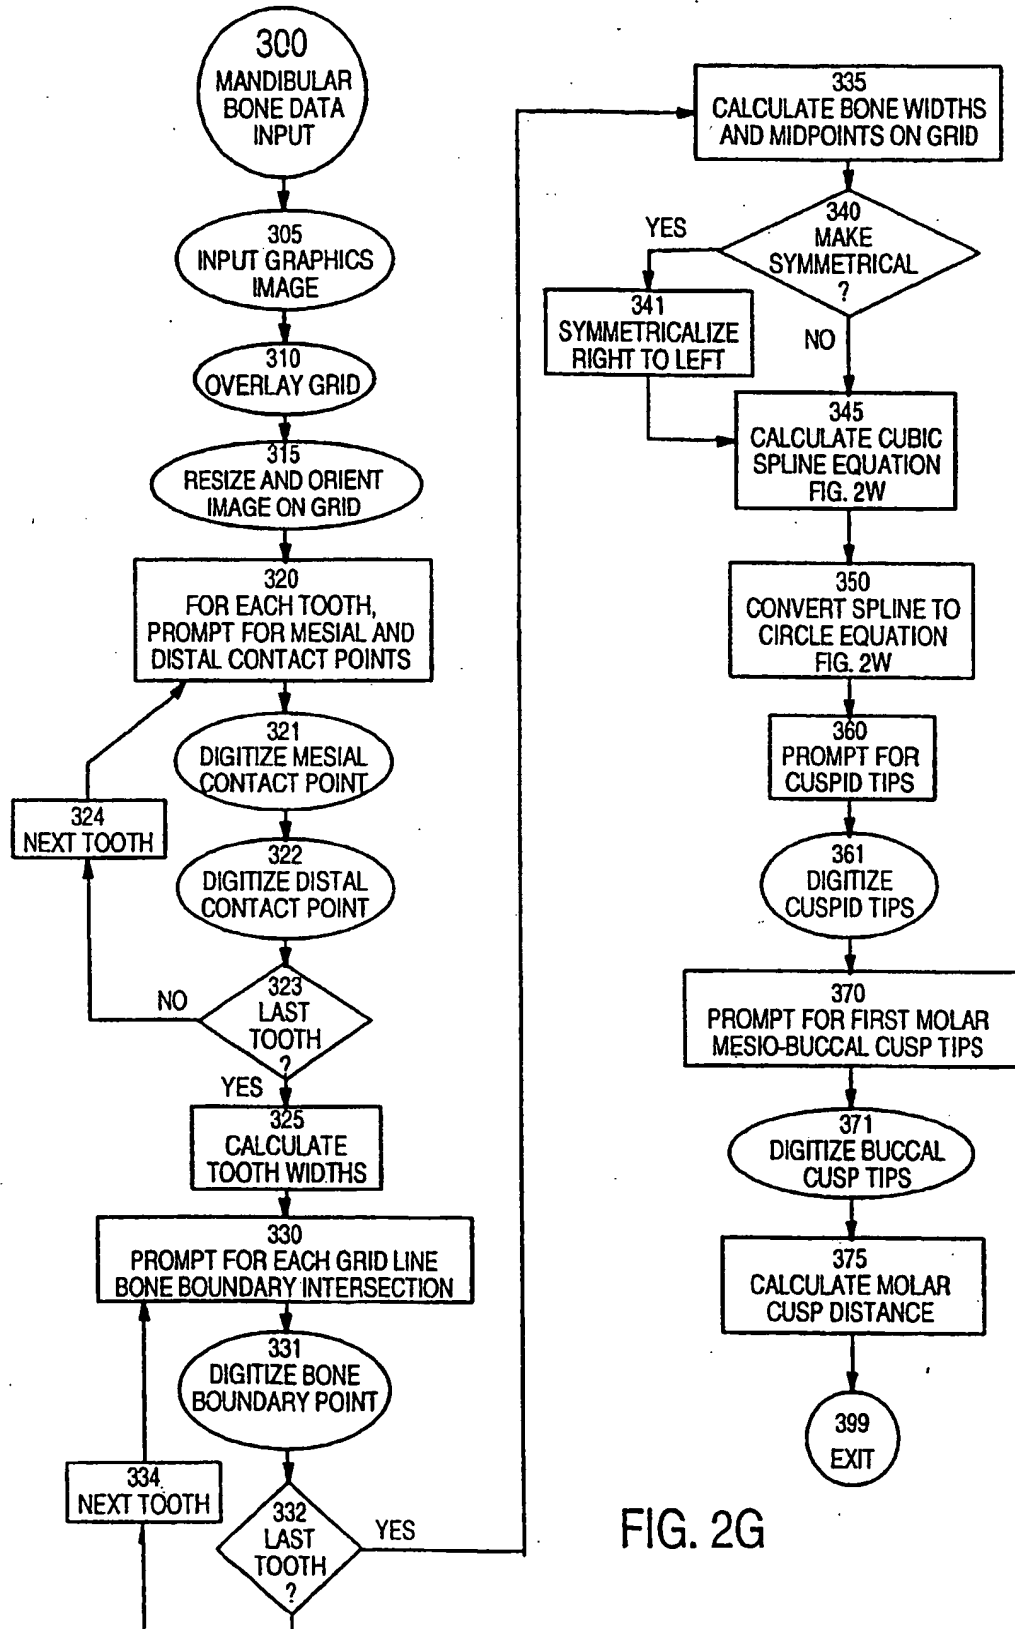 300
MANDIBULAR
BONE DATA
INPUT
305
INPUT GRAPHICS
IMAGE
310
OVERLAY GRID
315
RESIZE AND ORIENT
IMAGE ON GRID
320
FOR EACH TOOTH,
PROMPT FOR MESIAL AND
DISTAL CONTACT POINTS
321
DIGITIZE MESIAL
CONTACT POINT
324
NEXT TOOTH
322
DIGITIZE DISTAL
CONTACT POINT
323
LAST
TOOTH
?
NO
YES
325
CALCULATE
TOOTH WIDTHS
330
PROMPT FOR EACH GRID LINE
BONE BOUNDARY INTERSECTION
331
DIGITIZE BONE
BOUNDARY POINT
334
NEXT TOOTH
332
LAST
TOOTH
?
YES
335
CALCULATE BONE WIDTHS
AND MIDPOINTS ON GRID
340
MAKE
SYMMETRICAL
?
YES
341
SYMMETRICALIZE
RIGHT TO LEFT
NO
345
CALCULATE CUBIC
SPLINE EQUATION
FIG. 2W
350
CONVERT SPLINE TO
CIRCLE EQUATION
FIG. 2W
360
PROMPT FOR
CUSPID TIPS
361
DIGITIZE
CUSPID TIPS
370
PROMPT FOR FIRST MOLAR
MESIO-BUCCAL CUSP TIPS
371
DIGITIZE BUCCAL
CUSP TIPS
375
CALCULATE MOLAR
CUSP DISTANCE
399
EXIT
FIG. 2G